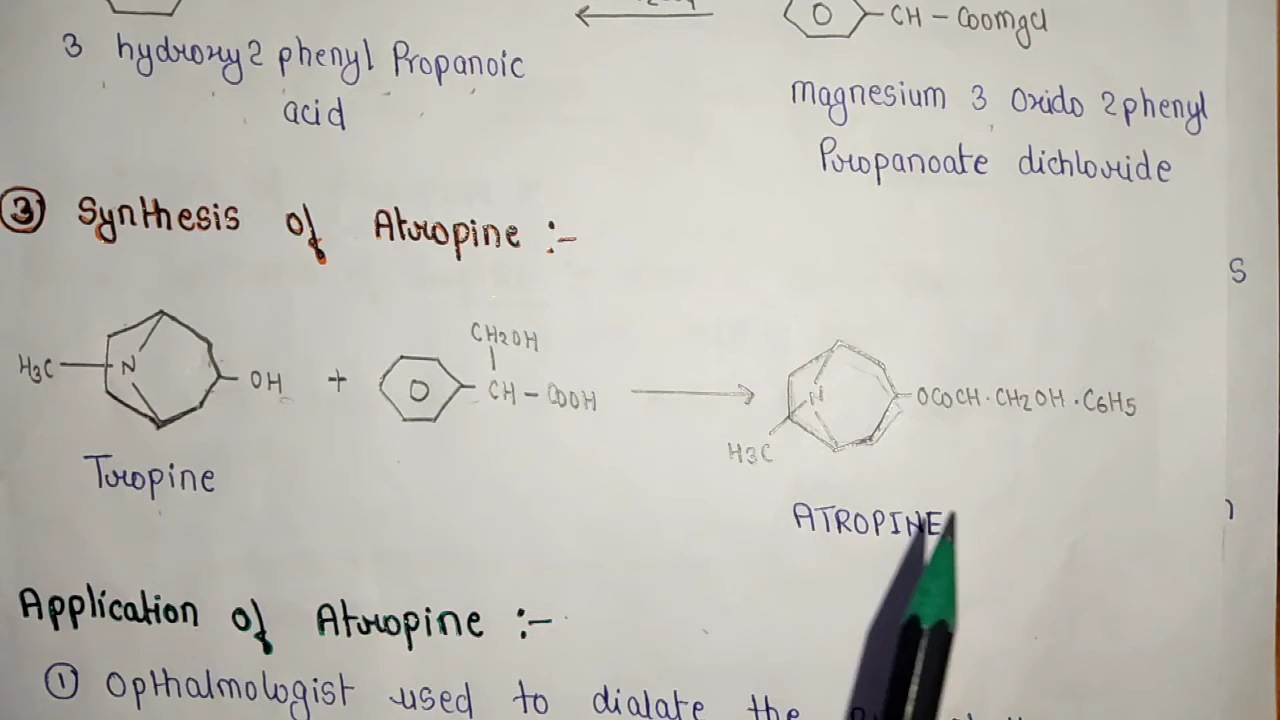 CH - Coomgcl
3 hydroxy 2 phenyl Propanoic
acid
magnesium 3 Oxido 2 phenyl
Propanoate dichloride
③ Synthesis of Atropine :-
S
CH2OH
H3C N OH + CH - COOH
N OCOCH·CH2OH·C6H5
H3C
Tropine
ATROPINE
Application of Atropine :-
① Opthalmologist used to dialate the